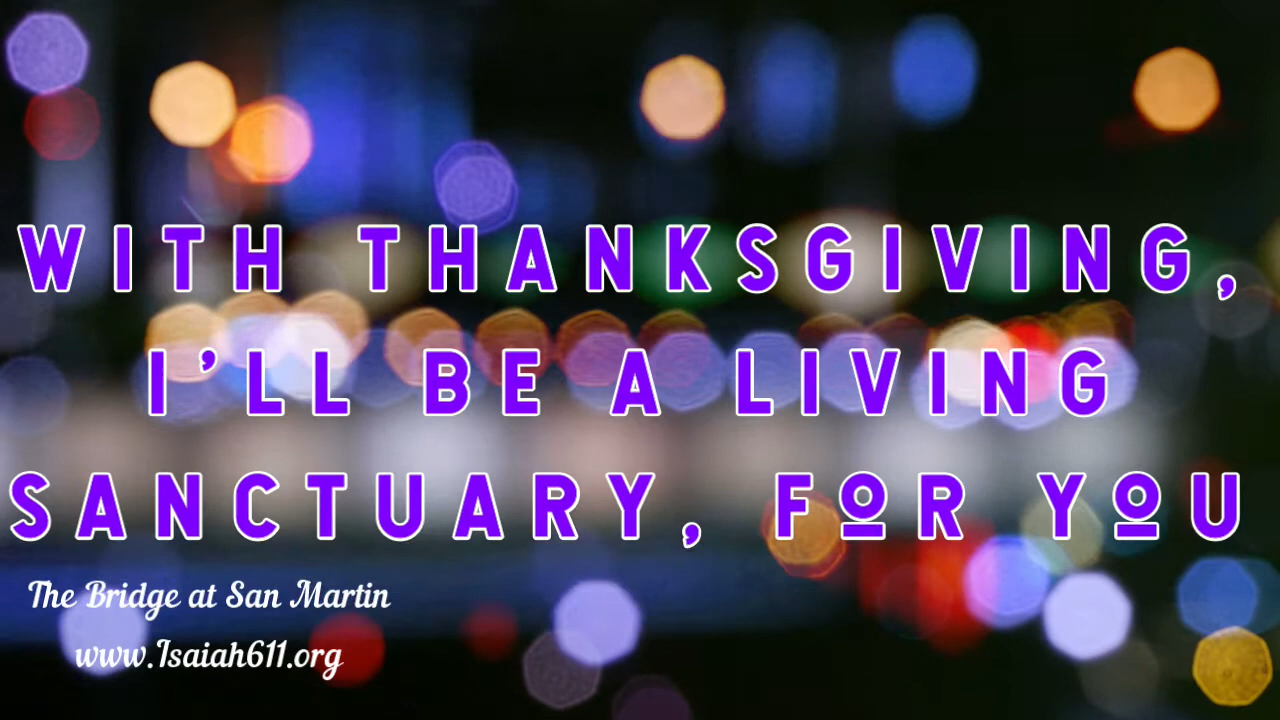 WITH THANKSGIVING,
I'LL BE A LIVING
SANCTUARY, FOR YOU
The Bridge at San Martin
www.Isaiah611.org